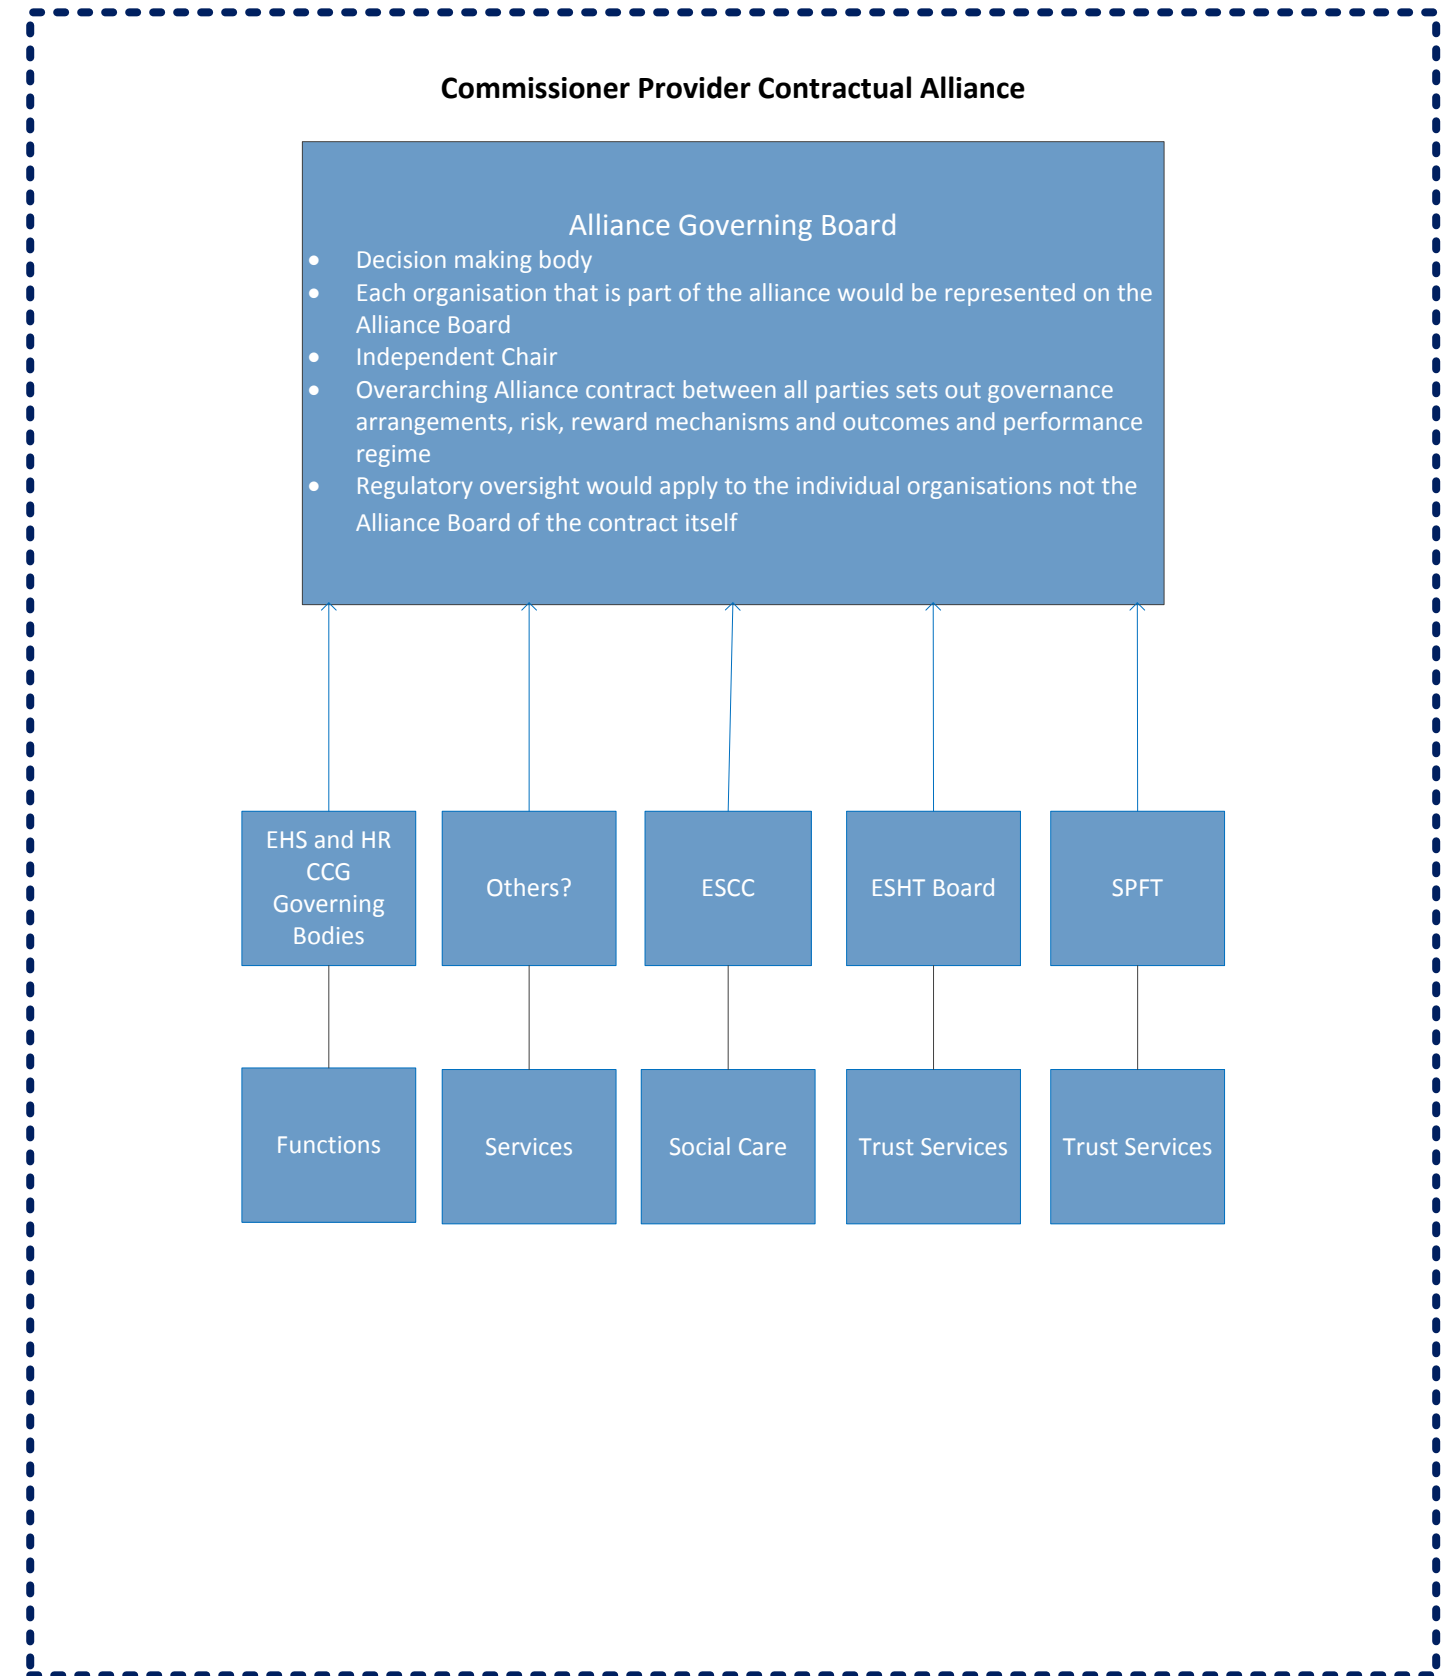 Commissioner Provider Contractual Alliance
Alliance Governing Board
• Decision making body
• Each organisation that is part of the alliance would be represented on the
Alliance Board
• Independent Chair
• Overarching Alliance contract between all parties sets out governance
arrangements, risk, reward mechanisms and outcomes and performance
regime
• Regulatory oversight would apply to the individual organisations not the
Alliance Board of the contract itself
EHS and HR
CCG
Governing
Bodies
Others?
ESCC
ESHT Board
SPFT
Functions
Services
Social Care
Trust Services
Trust Services